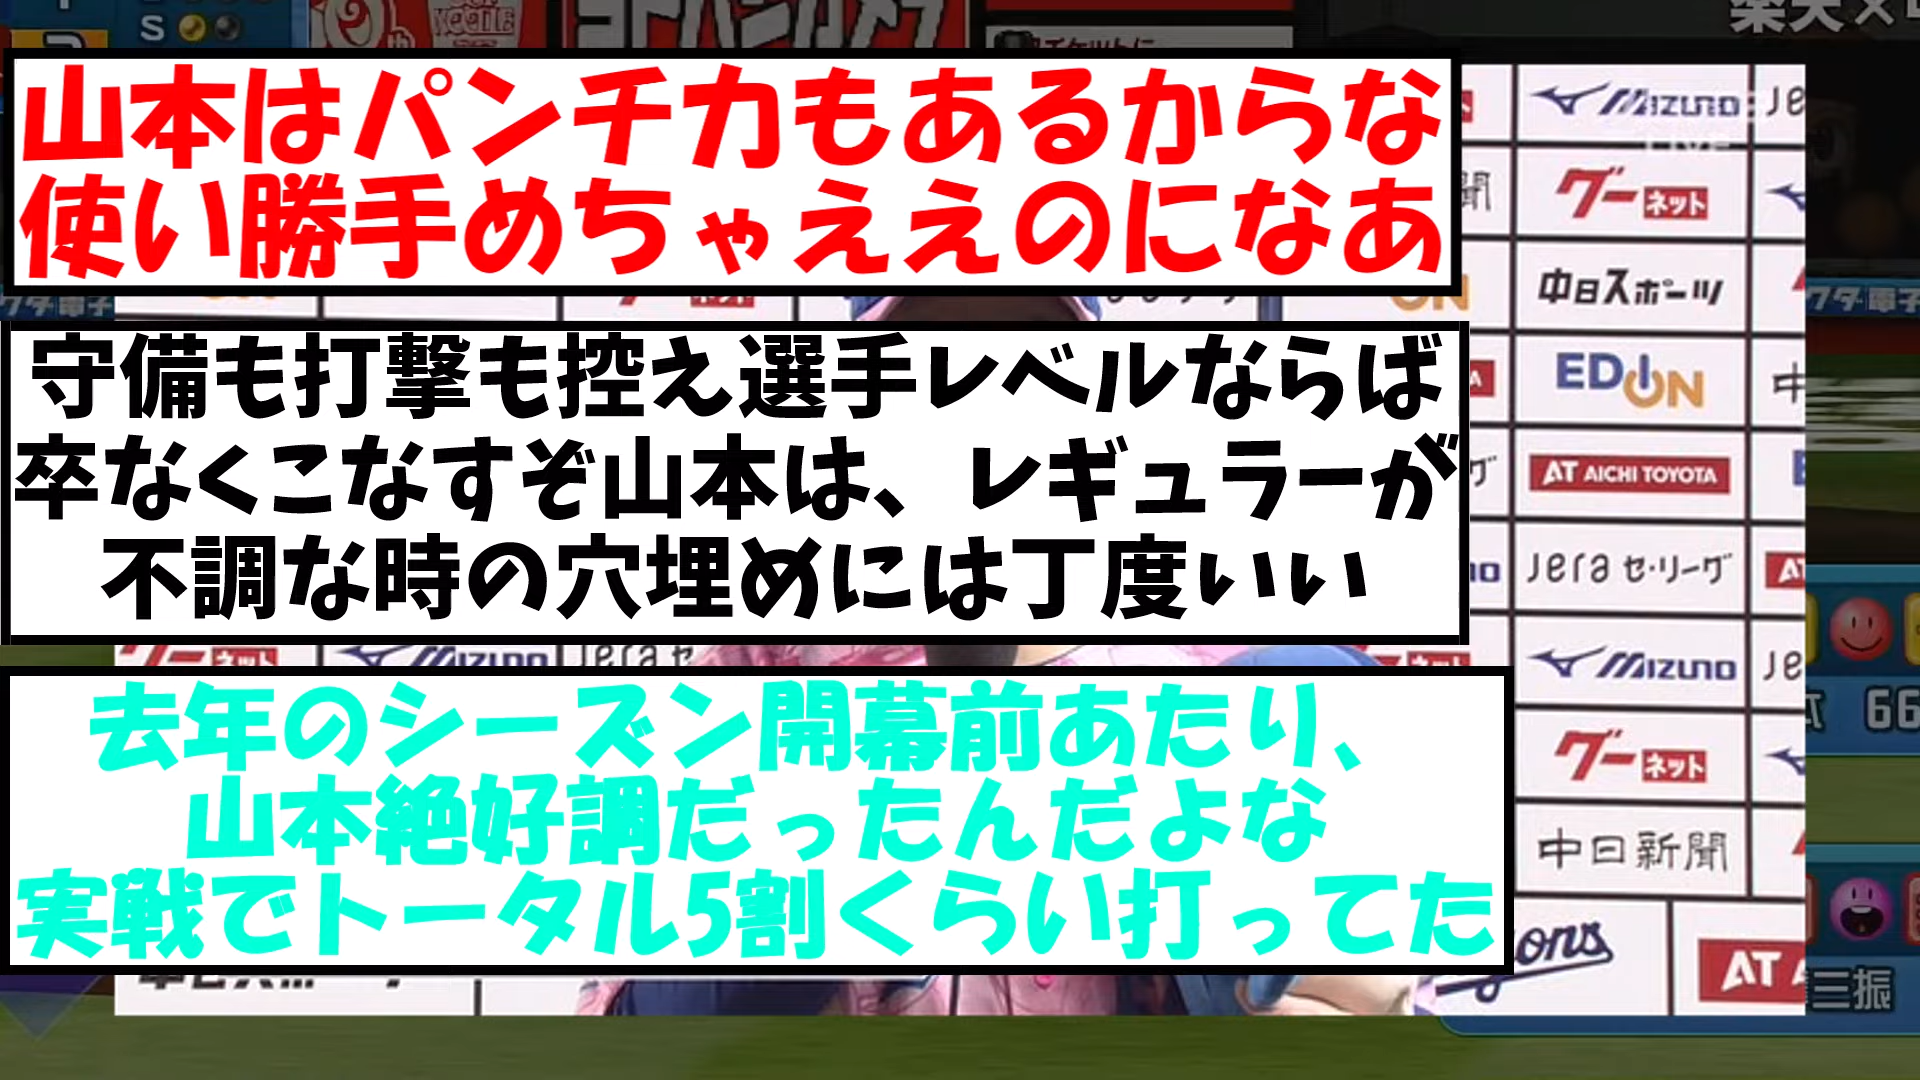 楽天×中
山本はパンチ力もあるからな
使い勝手めちゃええのになあ
守備も打撃も控え選手レベルならば
卒なくこなすぞ山本は、レギュラーが
不調な時の穴埋めには丁度いい
去年のシーズン開幕前あたり、
山本絶好調だったんだよな
実戦でトータル5割くらい打ってた
MIZUNO
グーネット
中日スポーツ
EDION
AT AICHI TOYOTA
Jera セ・リーグ
MIZUNO
グーネット
中日新聞
AT
三振
66